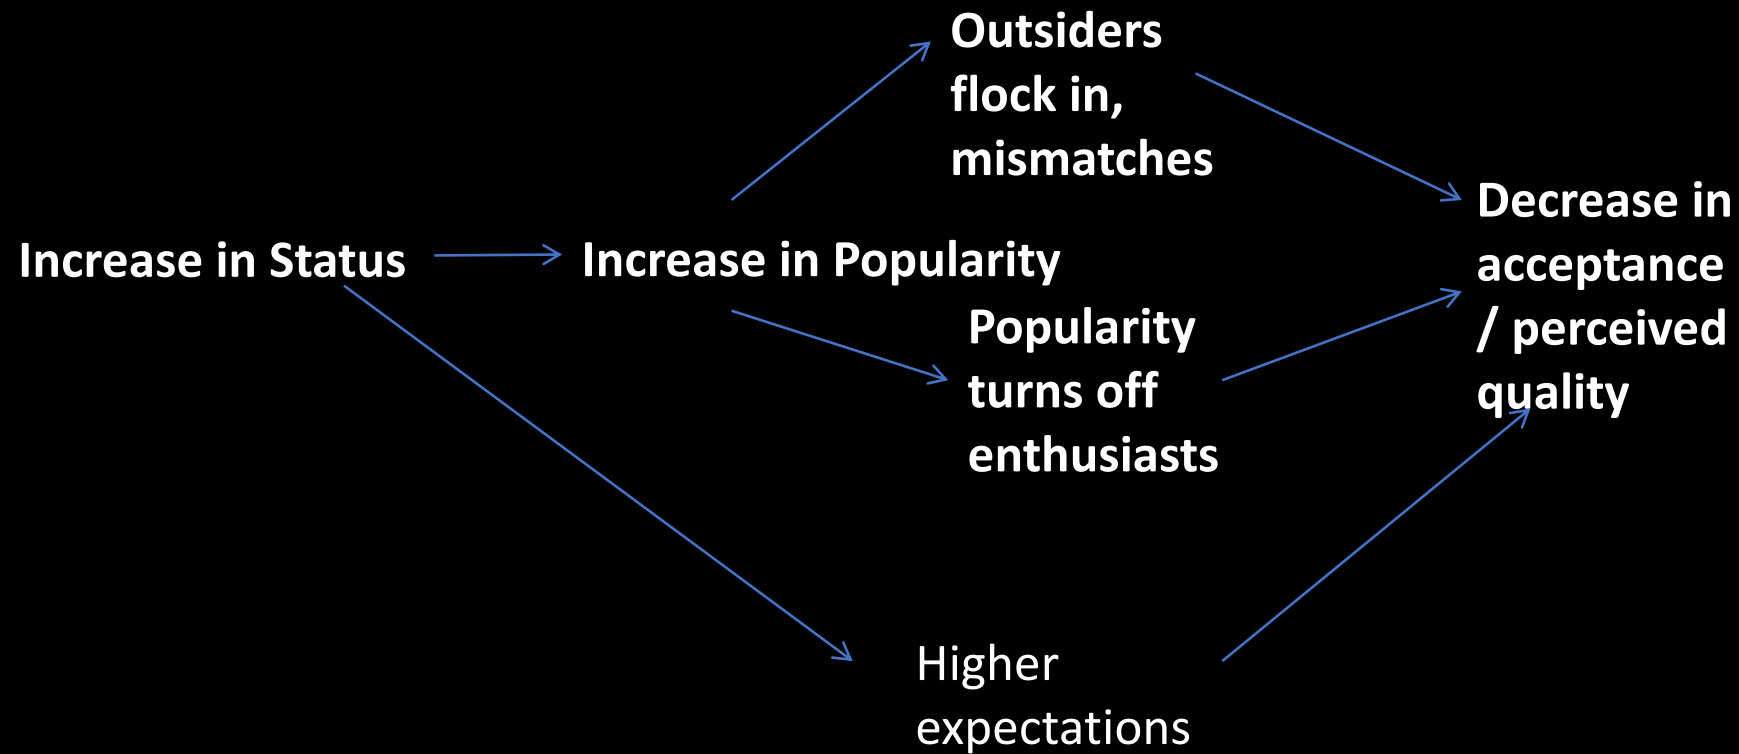 Outsiders
flock in,
mismatches
Increase in Status
Increase in Popularity
Popularity
turns off
enthusiasts
Decrease in
acceptance
/ perceived
quality
Higher
expectations